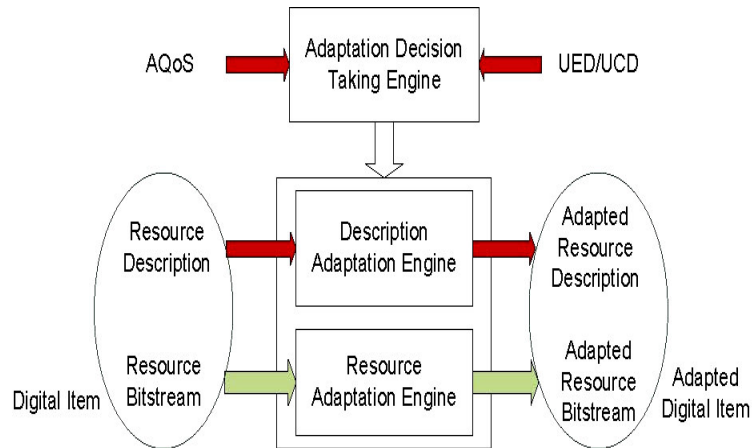 AQoS
Adaptation Decision
Taking Engine
UED/UCD
Resource
Description
Description
Adaptation Engine
Adapted
Resource
Description
Resource
Bitstream
Resource
Adaptation Engine
Adapted
Resource
Bitstream
Digital Item
Adapted
Digital Item